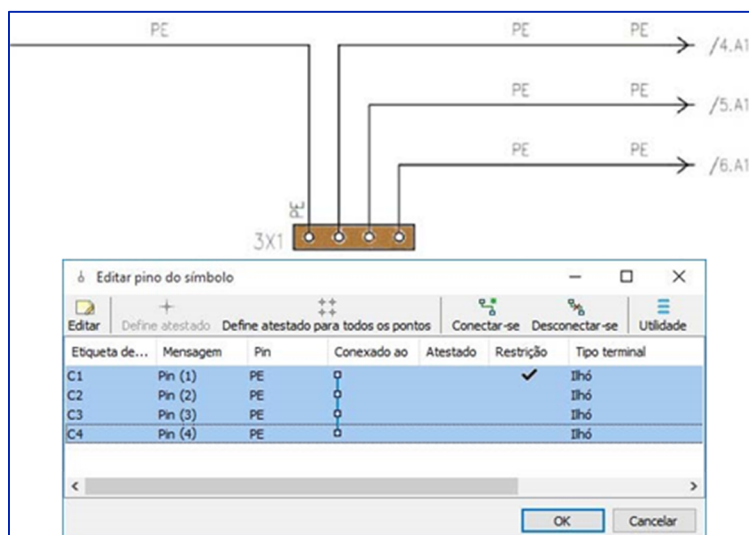 PE PE PE /4.A1
PE PE /5.A1
PE PE /6.A1
PE
3X1
Editar pino do símbolo
Editar Define atestado Define atestado para todos os pontos Conectar-se Desconectar-se Utilidade
Etiqueta de... Mensagem Pin Conexado ao Atestado Restrição Tipo terminal
C1 Pin (1) PE Ilhó
C2 Pin (2) PE Ilhó
C3 Pin (3) PE Ilhó
C4 Pin (4) PE Ilhó
OK Cancelar